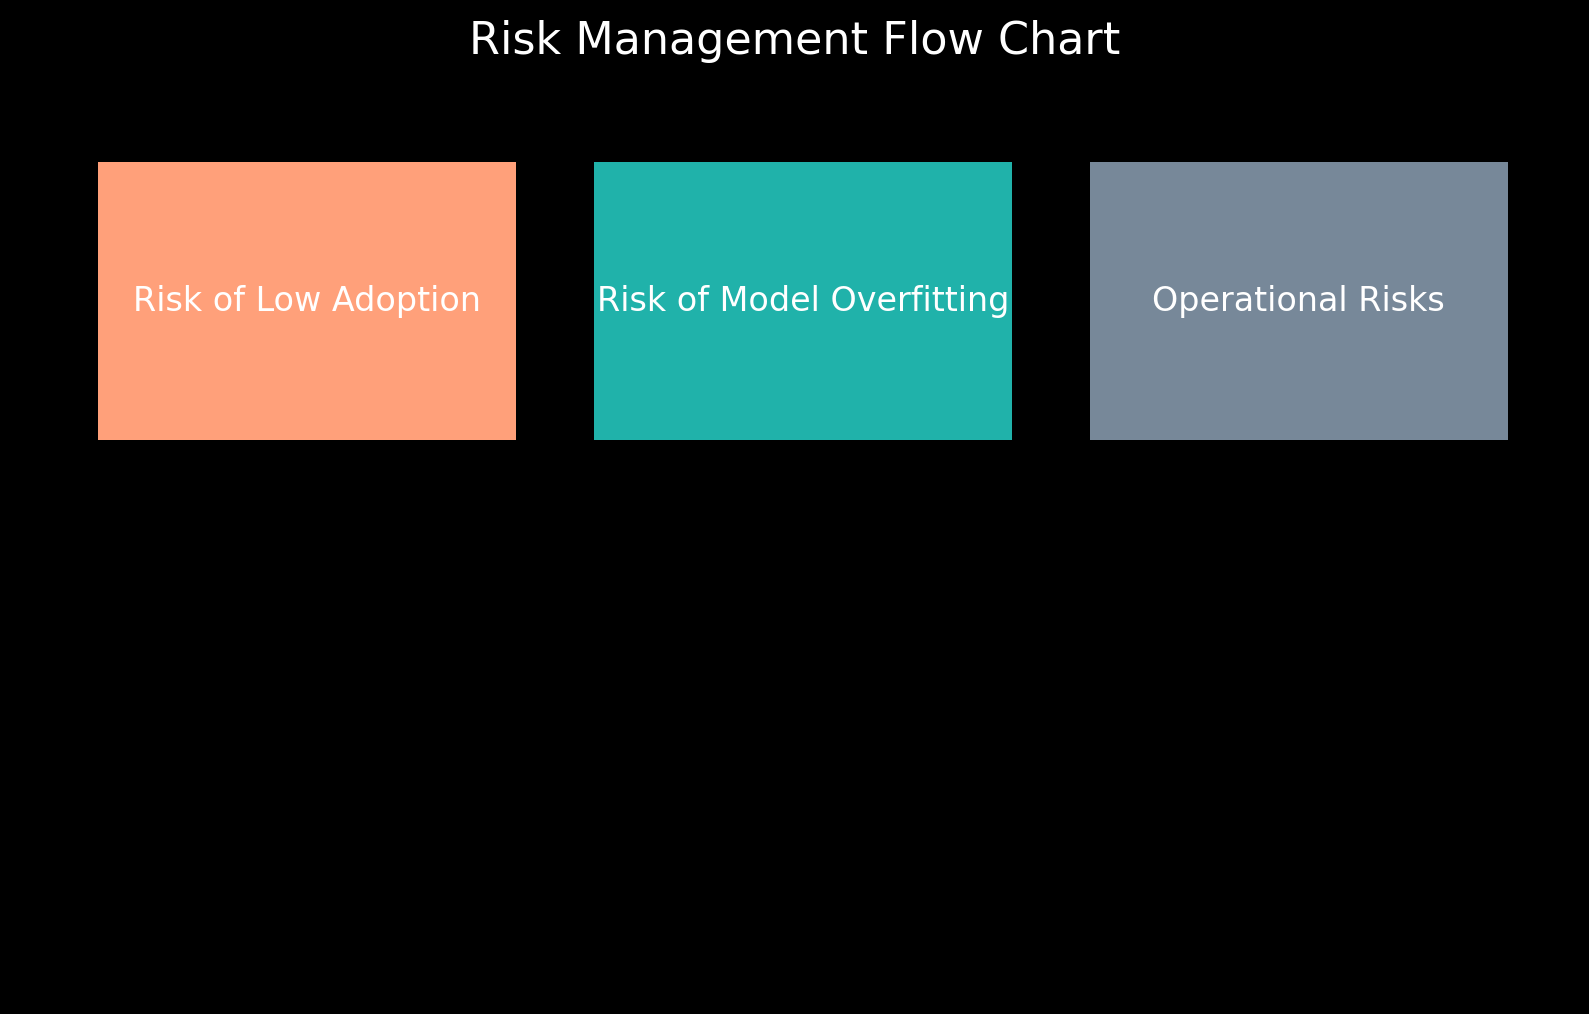 Risk Management Flow Chart
Risk of Low Adoption
Risk of Model Overfitting
Operational Risks